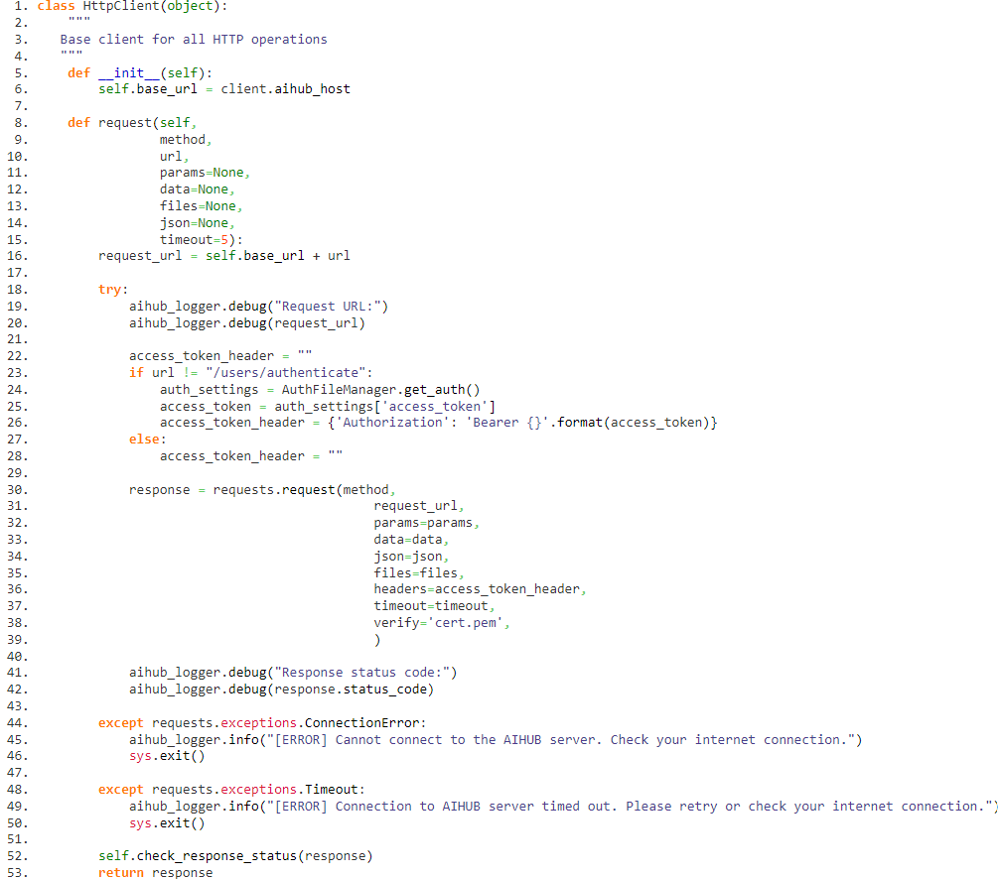 1. class HttpClient(object):
2.     """
3.    Base client for all HTTP operations
4.    """
5.     def __init__(self):
6.         self.base_url = client.aihub_host
7.
8.     def request(self,
9.                 method,
10.                 url,
11.                 params=None,
12.                 data=None,
13.                 files=None,
14.                 json=None,
15.                 timeout=5):
16.         request_url = self.base_url + url
17.
18.         try:
19.             aihub_logger.debug("Request URL:")
20.             aihub_logger.debug(request_url)
21.
22.             access_token_header = ""
23.             if url != "/users/authenticate":
24.                 auth_settings = AuthFileManager.get_auth()
25.                 access_token = auth_settings['access_token']
26.                 access_token_header = {'Authorization': 'Bearer {}'.format(access_token)}
27.             else:
28.                 access_token_header = ""
29.
30.             response = requests.request(method,
31.                                             request_url,
32.                                             params=params,
33.                                             data=data,
34.                                             json=json,
35.                                             files=files,
36.                                             headers=access_token_header,
37.                                             timeout=timeout,
38.                                             verify='cert.pem',
39.                                             )
40.
41.             aihub_logger.debug("Response status code:")
42.             aihub_logger.debug(response.status_code)
43.
44.         except requests.exceptions.ConnectionError:
45.             aihub_logger.info("[ERROR] Cannot connect to the AIHUB server. Check your internet connection.")
46.             sys.exit()
47.
48.         except requests.exceptions.Timeout:
49.             aihub_logger.info("[ERROR] Connection to AIHUB server timed out. Please retry or check your internet connection.")
50.             sys.exit()
51.
52.         self.check_response_status(response)
53.         return response